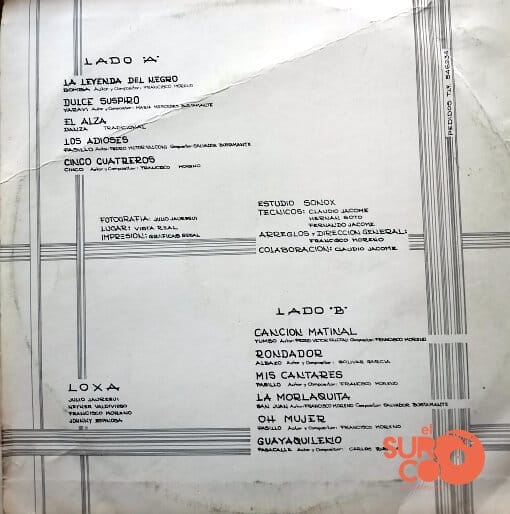 LADO "A"
LA LEYENDA DEL NEGRO
BOMBA Autor y Compositor: FRANCISCO MORENO
DULCE SUSPIRO
YARAVI Autor y Compositor: MARIA MERCEDES BUSTAMANTE
EL ALZA
DANZA TRADICIONAL
LOS ADIOSES
PASILLO Autor: PEDRO VICTOR FALCONI Compositor: SALVADOR BUSTAMANTE
CINCO CUATREROS
CINCO Autor y Compositor: FRANCISCO MORENO
PEDIDOS TLF. 546234
FOTOGRAFIA: JULIO JAUREGUI
LUGAR: VISTA REAL
IMPRESION: GRAFICAS
ESTUDIO SONOX
TECNICOS: CLAUDIO JACOME
HERNAN SOTO
FERNANDO JACOME
ARREGLOS y DIRECCION GENERAL:
FRANCISCO MORENO
COLABORACION: CLAUDIO JACOME
LADO "B"
CANCION MATINAL
YUMBO Autor: PEDRO VICTOR FALCONI Compositor: FRANCISCO MORENO
RONDADOR
ALBAZO Autor y Compositor: BOLIVAR GARCIA
MIS CANTARES
PASILLO Autor y Compositor: FRANCISCO MORENO
LA MORLAQUITA
SAN JUAN Autor: FRANCISCO MORENO Compositor: SALVADOR BUSTAMANTE
OH MUJER
PASILLO Autor y Compositor: FRANCISCO MORENO
GUAYAQUILEÑO
PASACALLE Autor y Compositor: CARLOS
LOXA
JULIO JAUREGUI
VALDIVIESO
FRANCISCO MORENO
JOHNNY ESPINOSA
el
SURCO